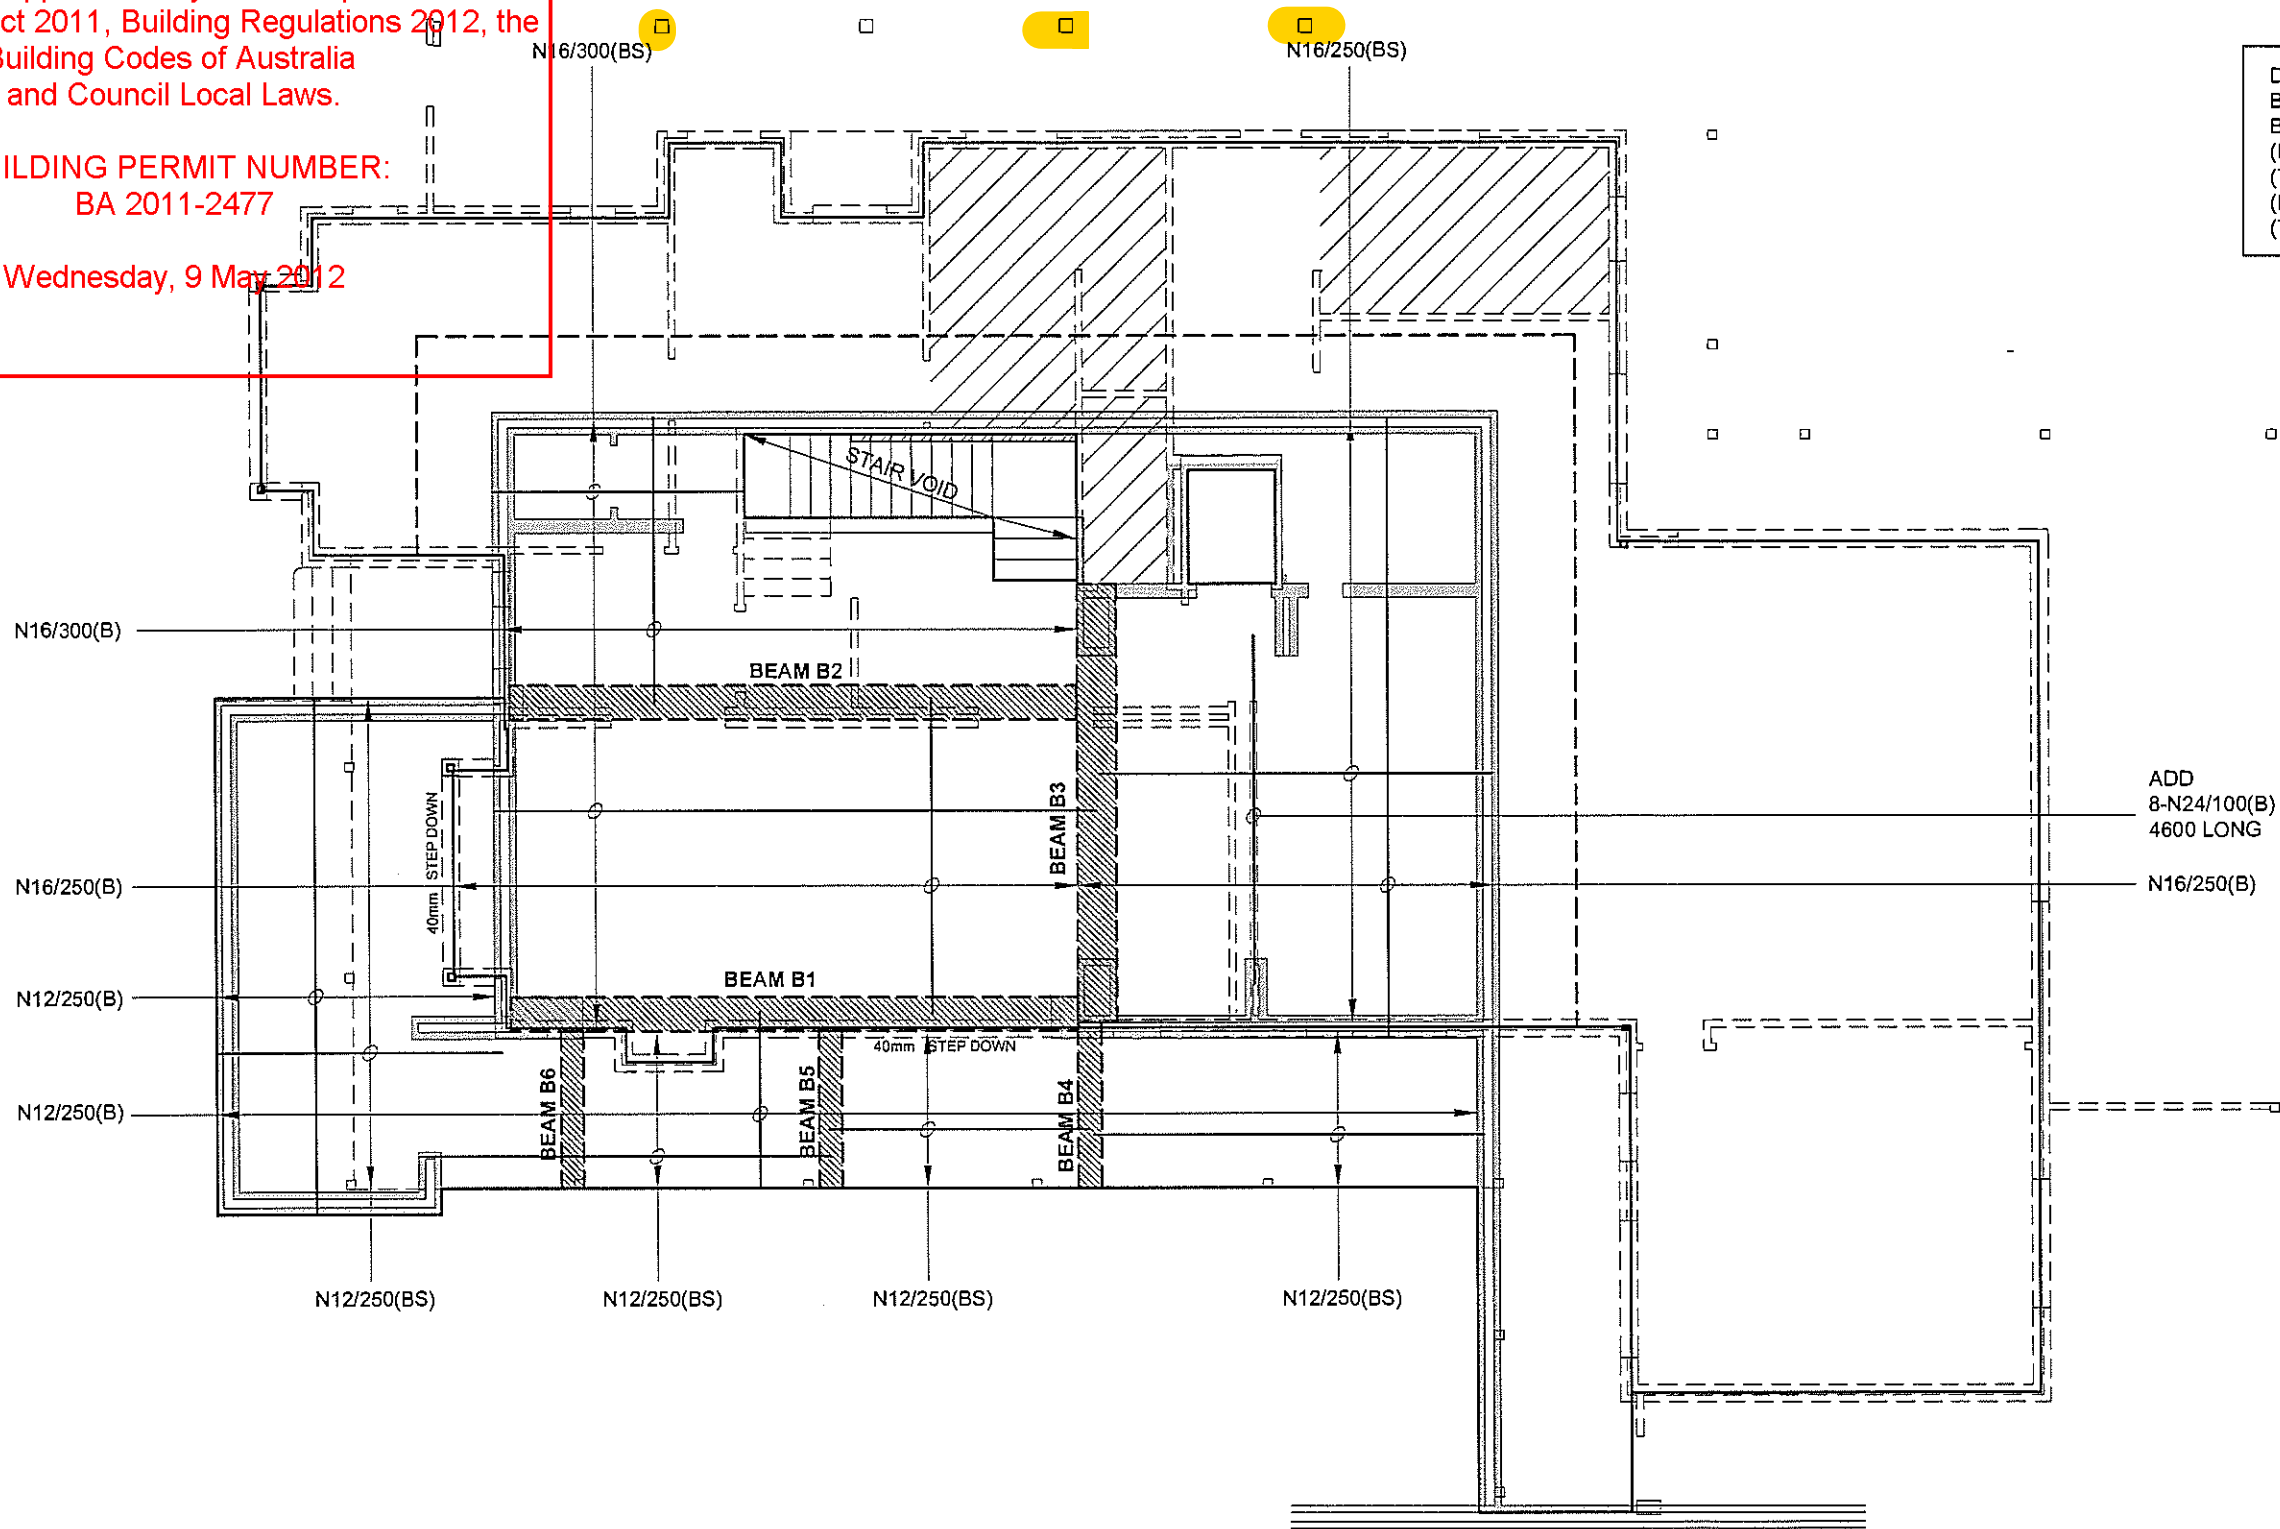 ct 2011, Building Regulations 2012, the
Building Codes of Australia
and Council Local Laws.
ILDING PERMIT NUMBER:
BA 2011-2477
Wednesday, 9 May 2012
N16/300(BS)
N16/250(BS)
STAIR VOID
N16/300(B)
BEAM B2
40mm STEP DOWN
BEAM B3
ADD
8-N24/100(B)
4600 LONG
N16/250(B)
N16/250(B)
BEAM B1
N12/250(B)
40mm STEP DOWN
BEAM B6
BEAM B5
BEAM B4
N12/250(B)
N12/250(BS)
N12/250(BS)
N12/250(BS)
N12/250(BS)